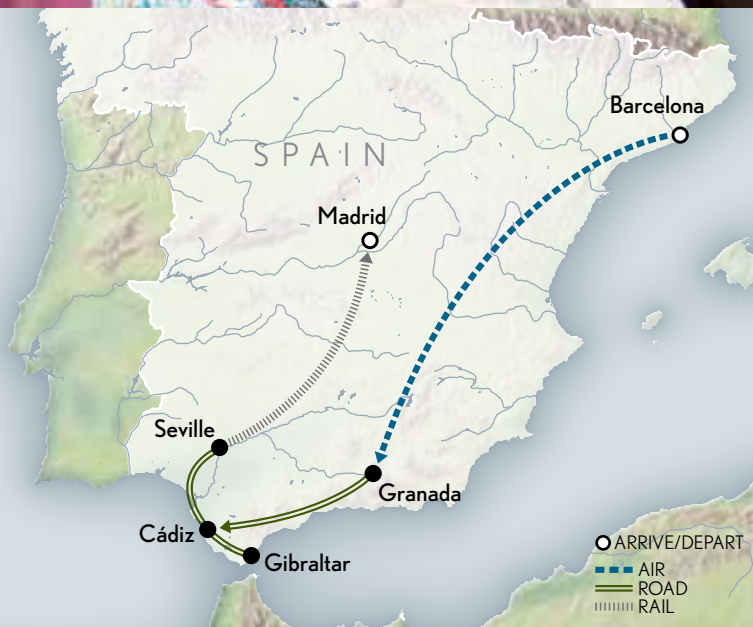 Barcelona
SPAIN
Madrid
Seville
Granada
Cádiz
Gibraltar
ARRIVE/DEPART
AIR
ROAD
RAIL